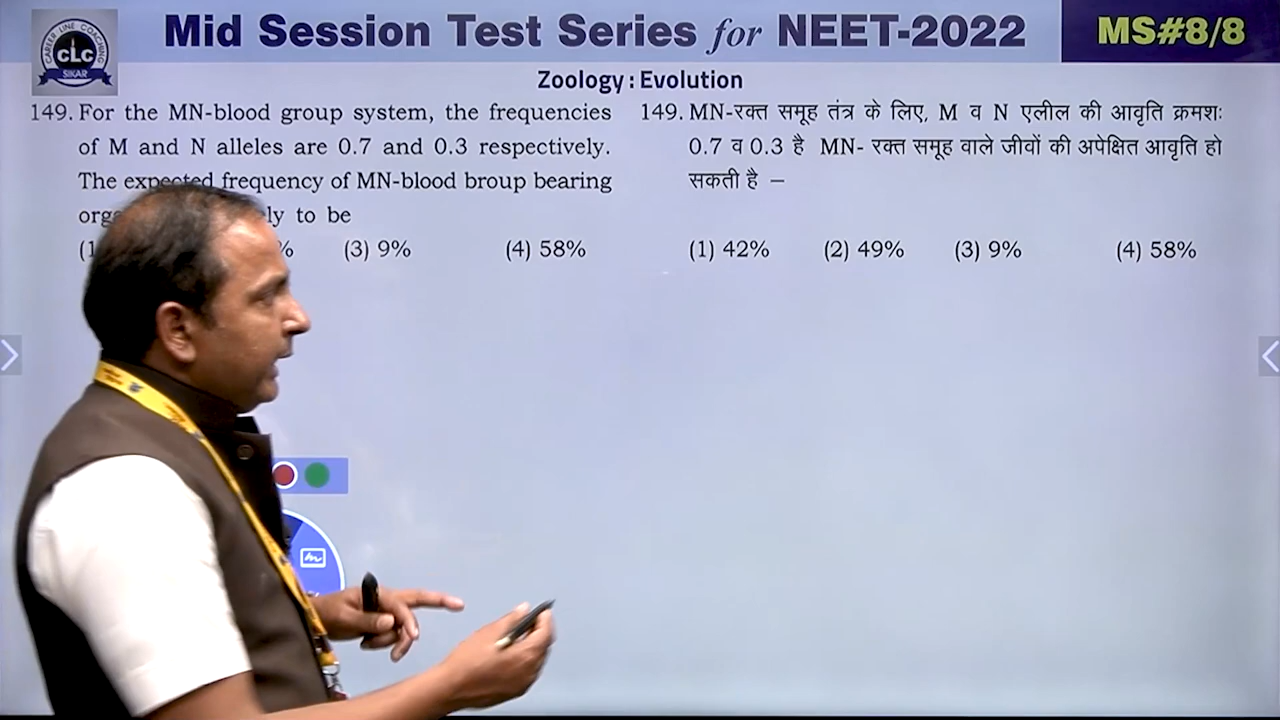 Mid Session Test Series for NEET-2022
MS#8/8
CAREER LINE COACHING
CLC
SIKAR
Zoology : Evolution
149. For the MN-blood group system, the frequencies
of M and N alleles are 0.7 and 0.3 respectively.
The expected frequency of MN-blood broup bearing
ly to be
(3) 9% (4) 58%
149. MN-रक्त समूह तंत्र के लिए, M व N एलील की आवृति क्रमशः
0.7 व 0.3 है MN- रक्त समूह वाले जीवों की अपेक्षित आवृति हो
सकती है –
(1) 42% (2) 49% (3) 9% (4) 58%